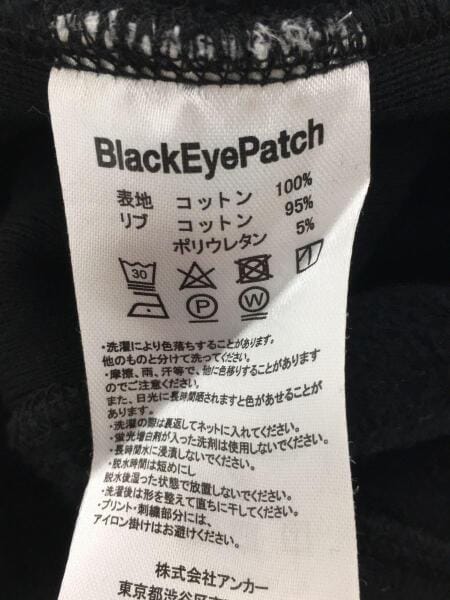 BlackEyePatch
表地 コットン 100%
リブ コットン 95%
ポリウレタン 5%
30
P W
・洗濯により色落ちすることがあります。
他のものと分けて洗ってください。
・摩擦、雨、汗等で、他に色移りすることがあります
のでご注意ください。
また、日光に長時間晒されますと色があせることが
あります。
・洗濯の際は裏返してネットに入れてください。
・蛍光増白剤が入った洗剤は使用しないでください。
・長時間水に浸漬しないでください。
・脱水時間は短めにし
脱水後湿った状態で放置しないでください。
・洗濯後は形を整えて直ちに干してください。
・プリント・刺繍部分には、
アイロン掛けはお避けください。
株式会社アンカー
東京都渋谷区